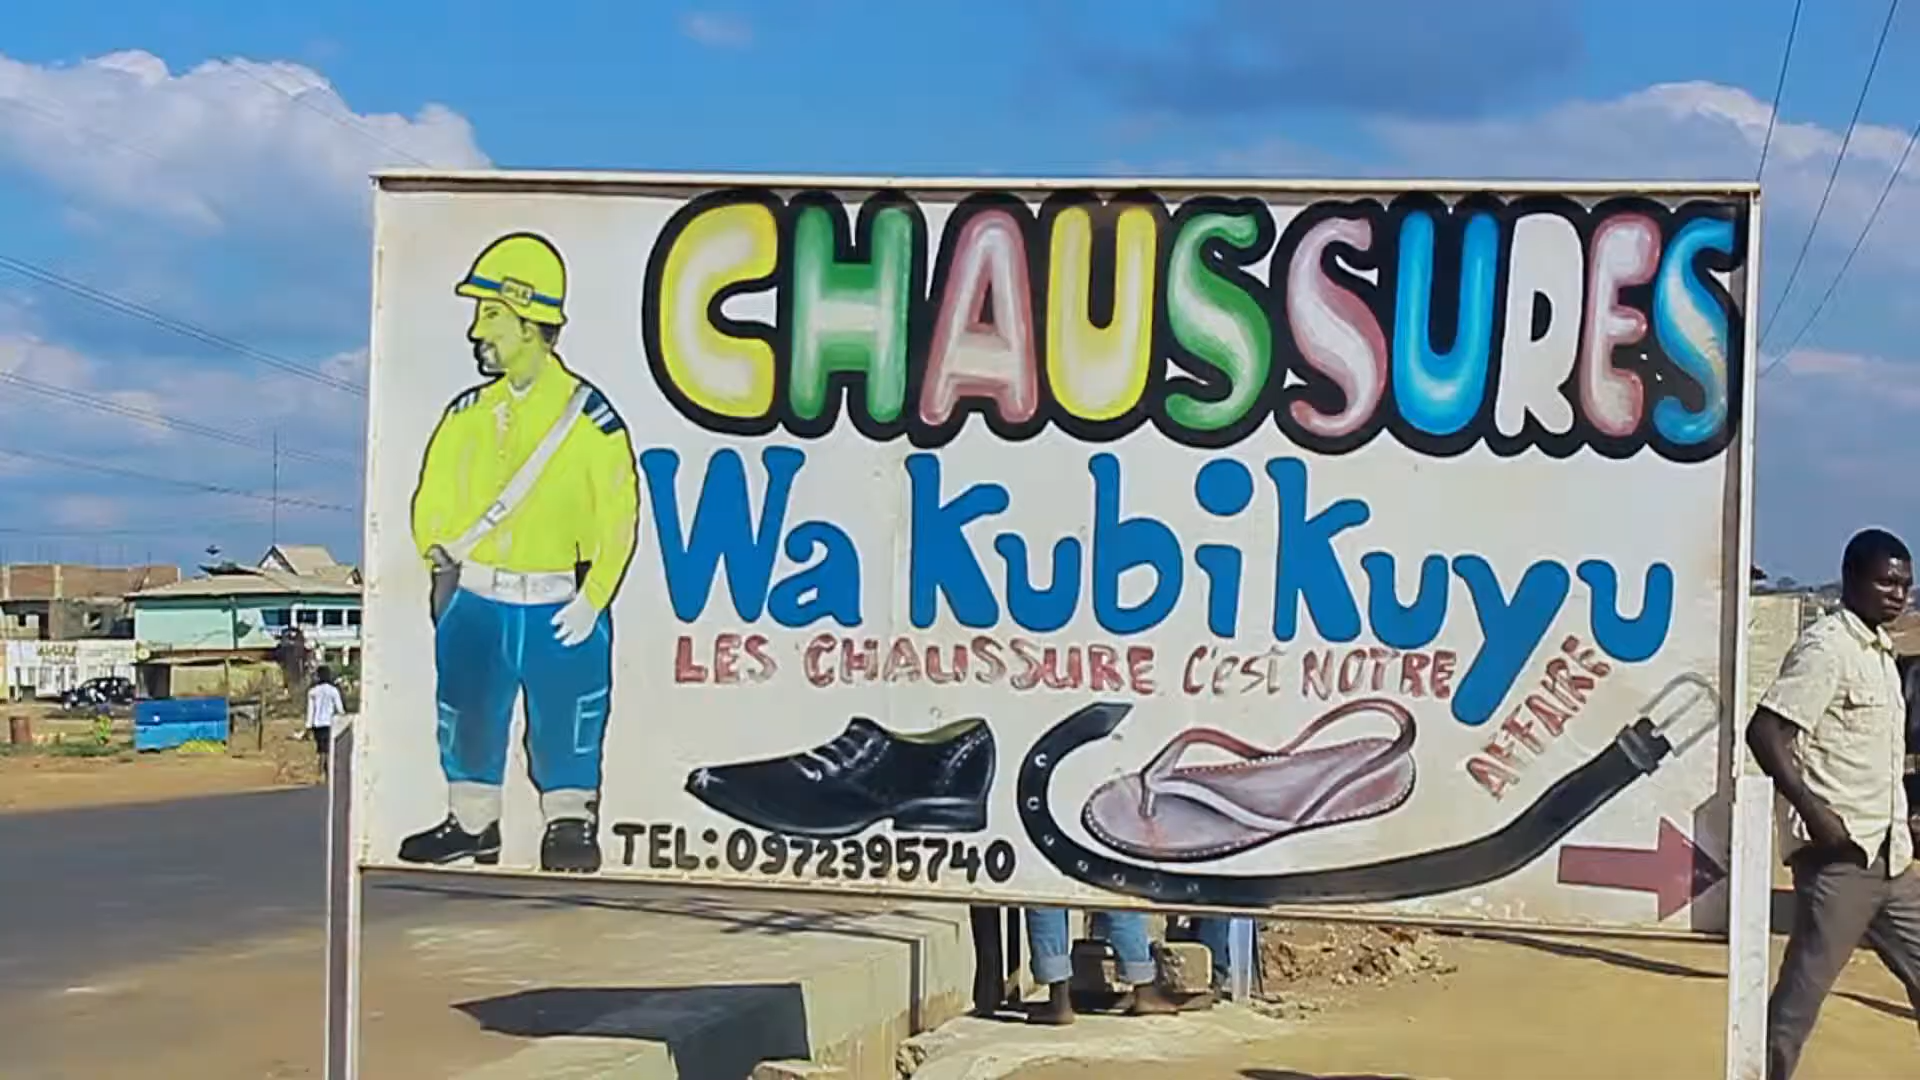 CHAUSSURES
Wa Kubikuyu
LES CHAUSSURE C'est NOTRE AFFAIRE
TEL: 0972395740